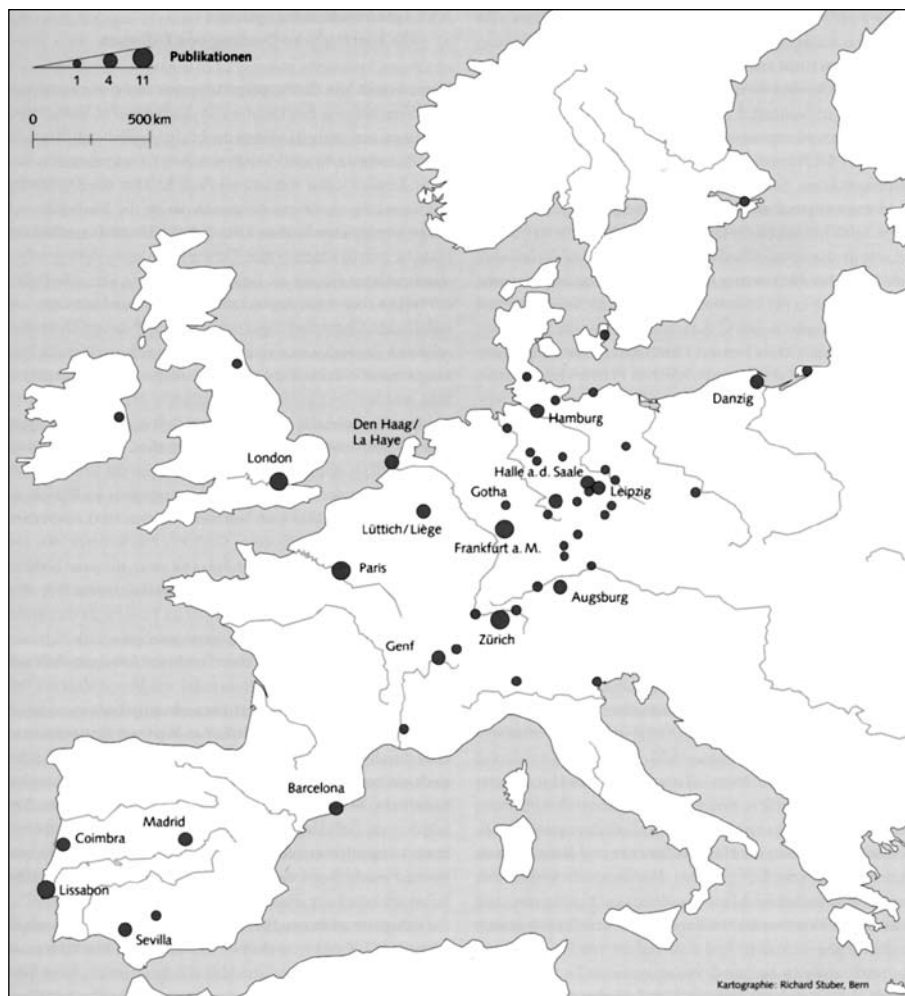 Publikationen
1 4 11
0 500 km
Danzig
Hamburg
Den Haag/
La Haye
London
Halle a. d. Saale
Leipzig
Gotha
Lüttich/Liège
Frankfurt a. M.
Paris
Augsburg
Zürich
Genf
Barcelona
Madrid
Coimbra
Lissabon
Sevilla
Kartographie: Richard Stuber, Bern